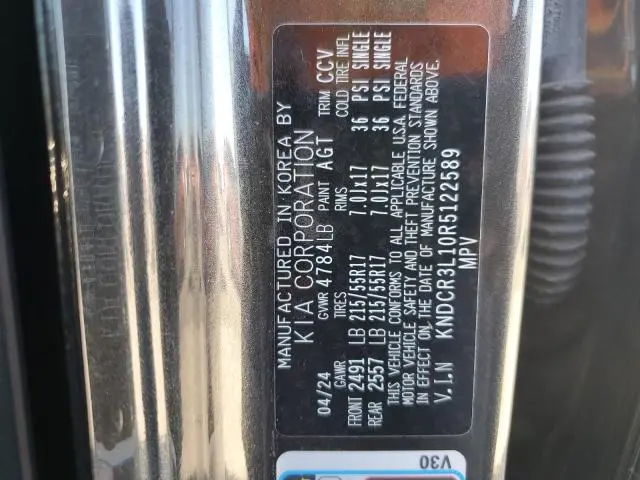 MANUFACTURED IN KOREA BY
KIA CORPORATION
04/24 GVWR 4784LB PAINT AGT TRIM CCV
GAWR TIRES RIMS COLD TIRE INFL
FRONT 2491 LB 215/55R17 7.0Jx17 36 PSI SINGLE
REAR 2557 LB 215/55R17 7.0Jx17 36 PSI SINGLE
THIS VEHICLE CONFORMS TO ALL APPLICABLE U.S.A. FEDERAL
MOTOR VEHICLE SAFETY AND THEFT PREVENTION STANDARDS
IN EFFECT ON THE DATE OF MANUFACTURE SHOWN ABOVE.
V.I.N KNDCR3L10R5122589
MPV
V30